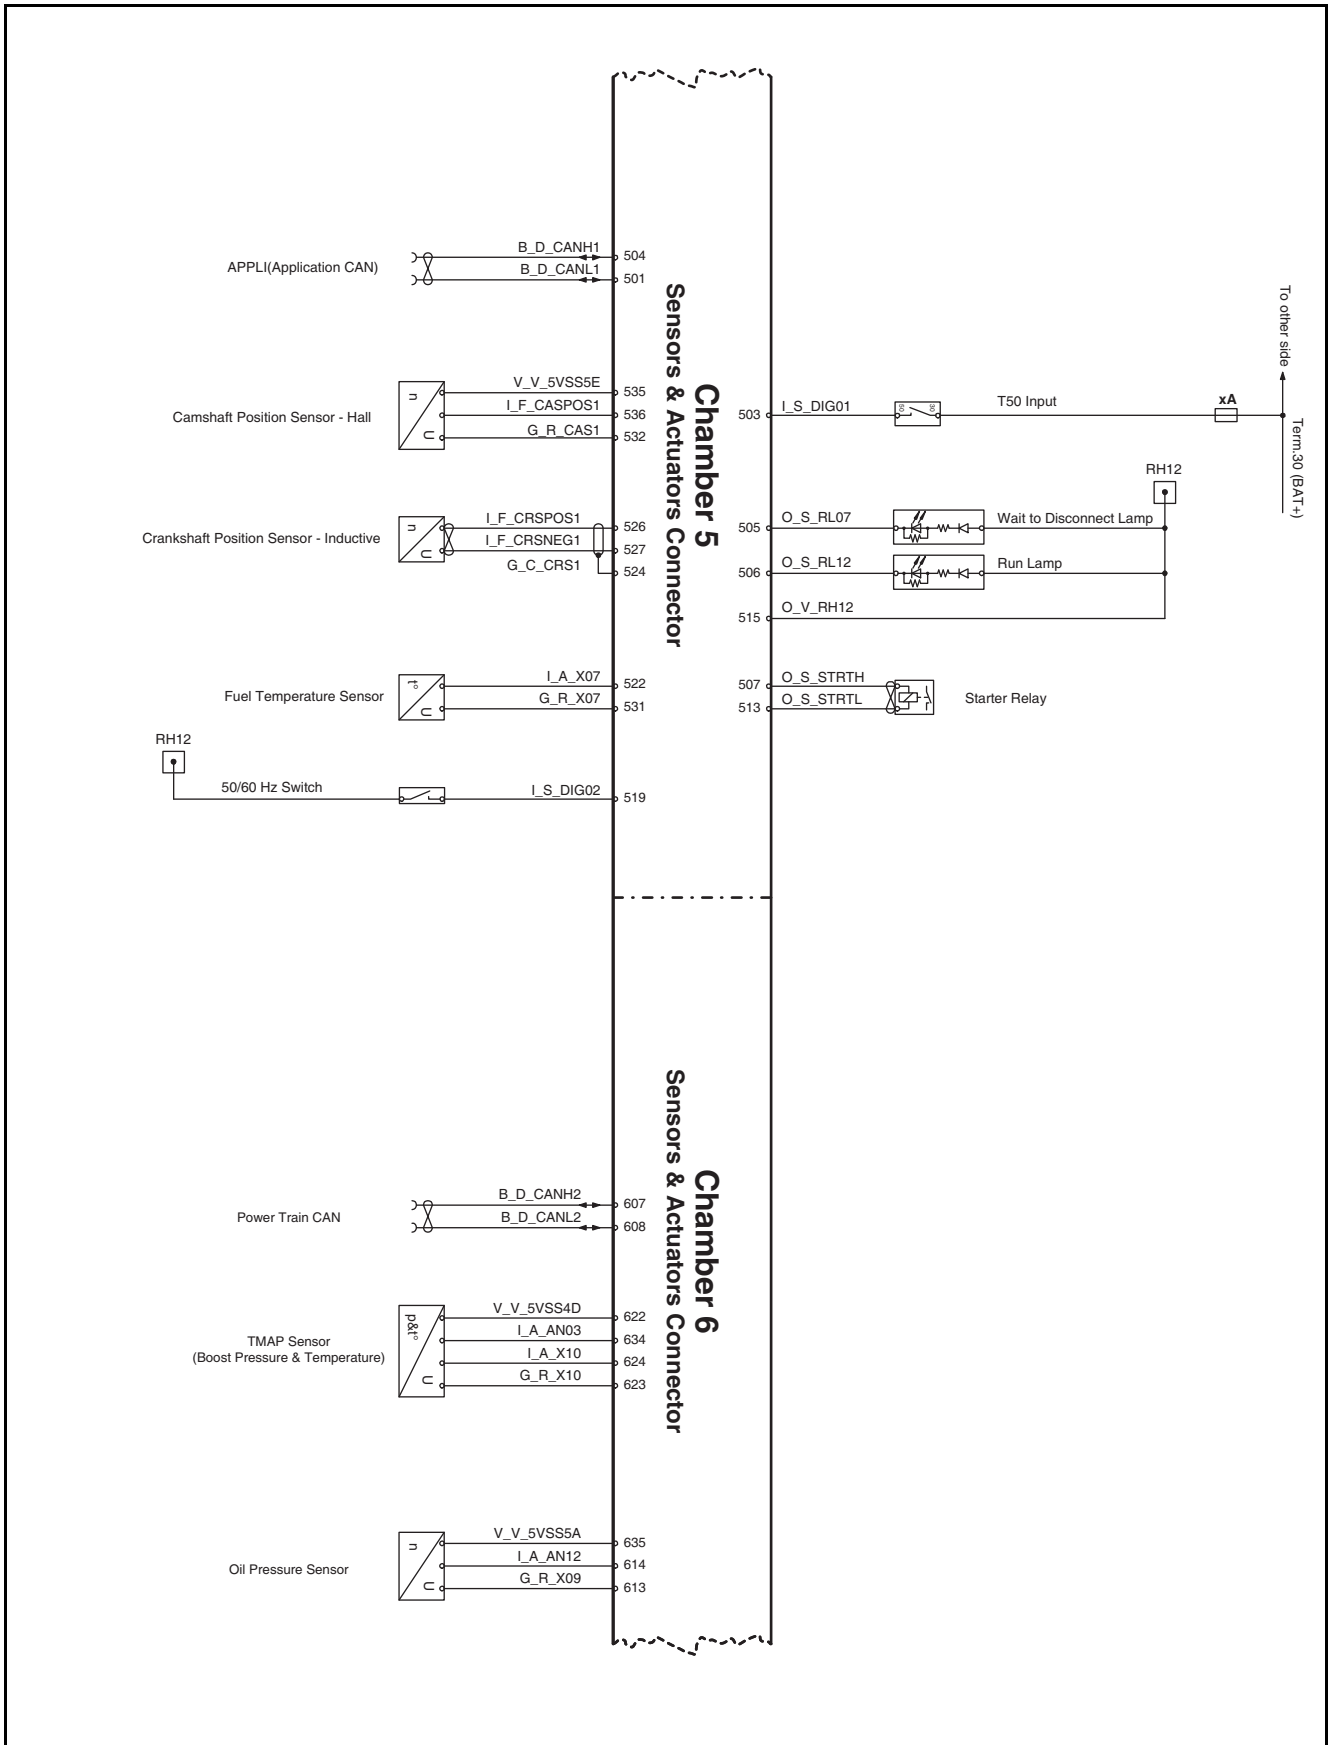 B_D_CANH1
504
APPLI(Application CAN)
B_D_CANL1
501
V_V_5VSS5E
535
n
Camshaft Position Sensor - Hall
I_F_CASPOS1
536
U
G_R_CAS1
532
I_F_CRSPOS1
526
n
Crankshaft Position Sensor - Inductive
I_F_CRSNEG1
527
U
G_C_CRS1
524
I_A_X07
522
t°
Fuel Temperature Sensor
G_R_X07
531
U
RH12
50/60 Hz Switch
I_S_DIG02
519
Chamber 5
Sensors & Actuators Connector
To other side
Term.30 (BAT+)
503
I_S_DIG01
50
30
T50 Input
xA
RH12
505
O_S_RL07
Wait to Disconnect Lamp
506
O_S_RL12
Run Lamp
515
O_V_RH12
507
O_S_STRTH
513
O_S_STRTL
Starter Relay
Chamber 6
Sensors & Actuators Connector
B_D_CANH2
607
Power Train CAN
B_D_CANL2
608
V_V_5VSS4D
622
p&t°
TMAP Sensor
(Boost Pressure & Temperature)
I_A_AN03
634
I_A_X10
624
U
G_R_X10
623
V_V_5VSS5A
635
n
Oil Pressure Sensor
I_A_AN12
614
U
G_R_X09
613